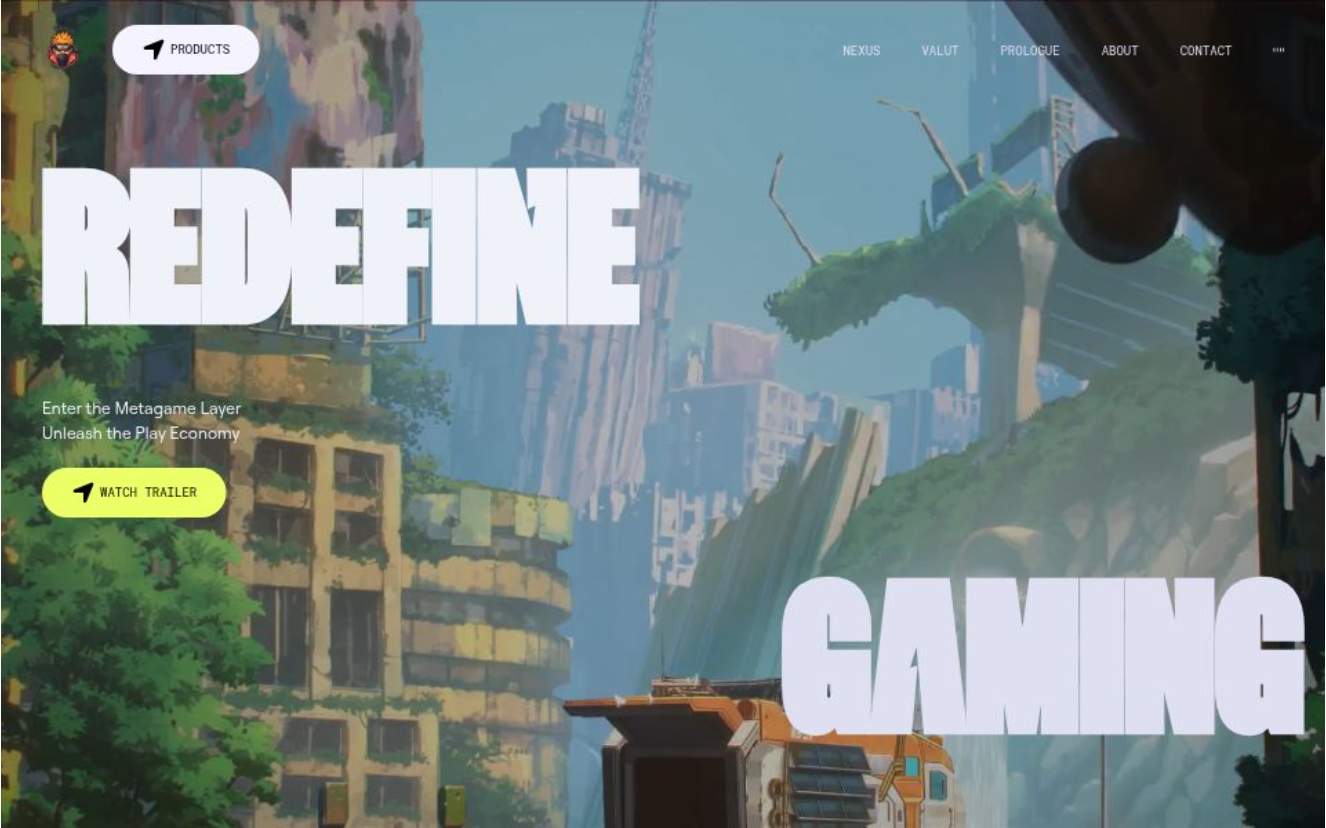 PRODUCTS
NEXUS
VALUT
PROLOGUE
ABOUT
CONTACT
REDEFINE
Enter the Metagame Layer
Unleash the Play Economy
WATCH TRAILER
GAMING